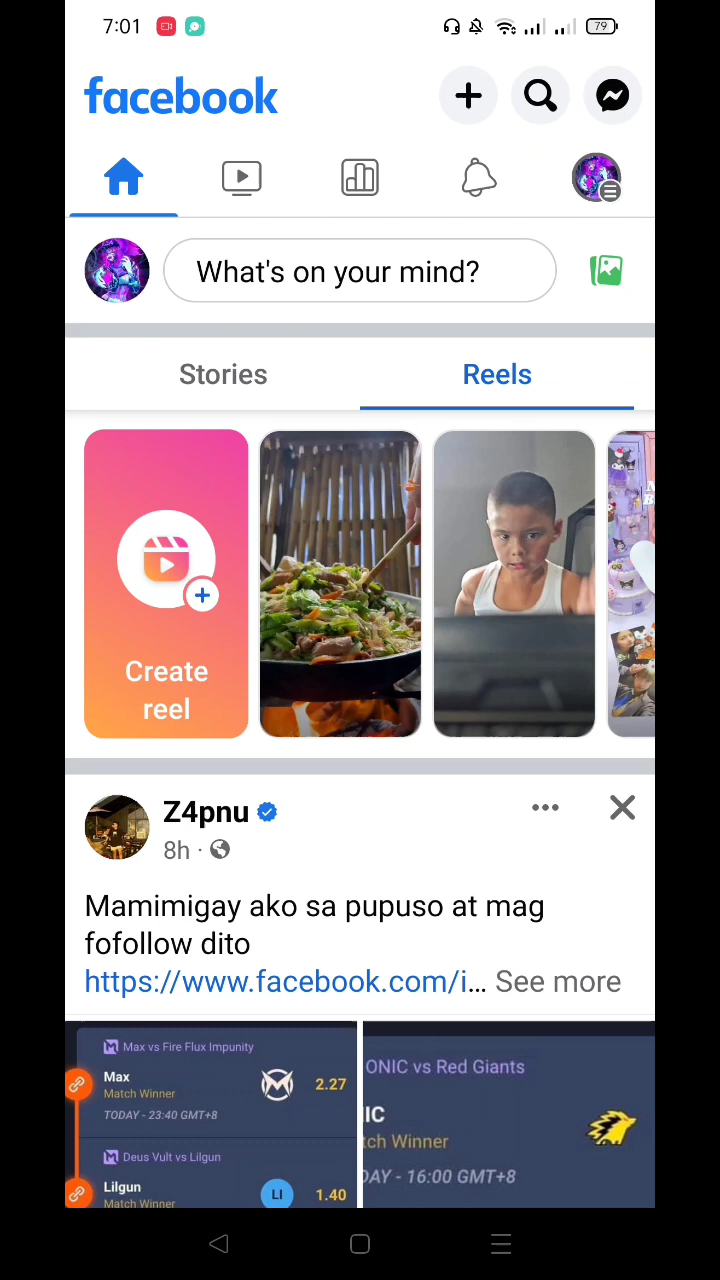 7:01
79
facebook
What's on your mind?
Stories
Reels
Create
reel
Z4pnu
8h ·
Mamimigay ako sa pupuso at mag
fofollow dito
https://www.facebook.com/i... See more
Max vs Fire Flux Impunity
Max
Match Winner
2.27
TODAY - 23:40 GMT+8
Deus Vult vs Lilgun
Lilgun
LI
1.40
Match Winner
ONIC vs Red Giants
IC
tch Winner
DAY - 16:00 GMT+8